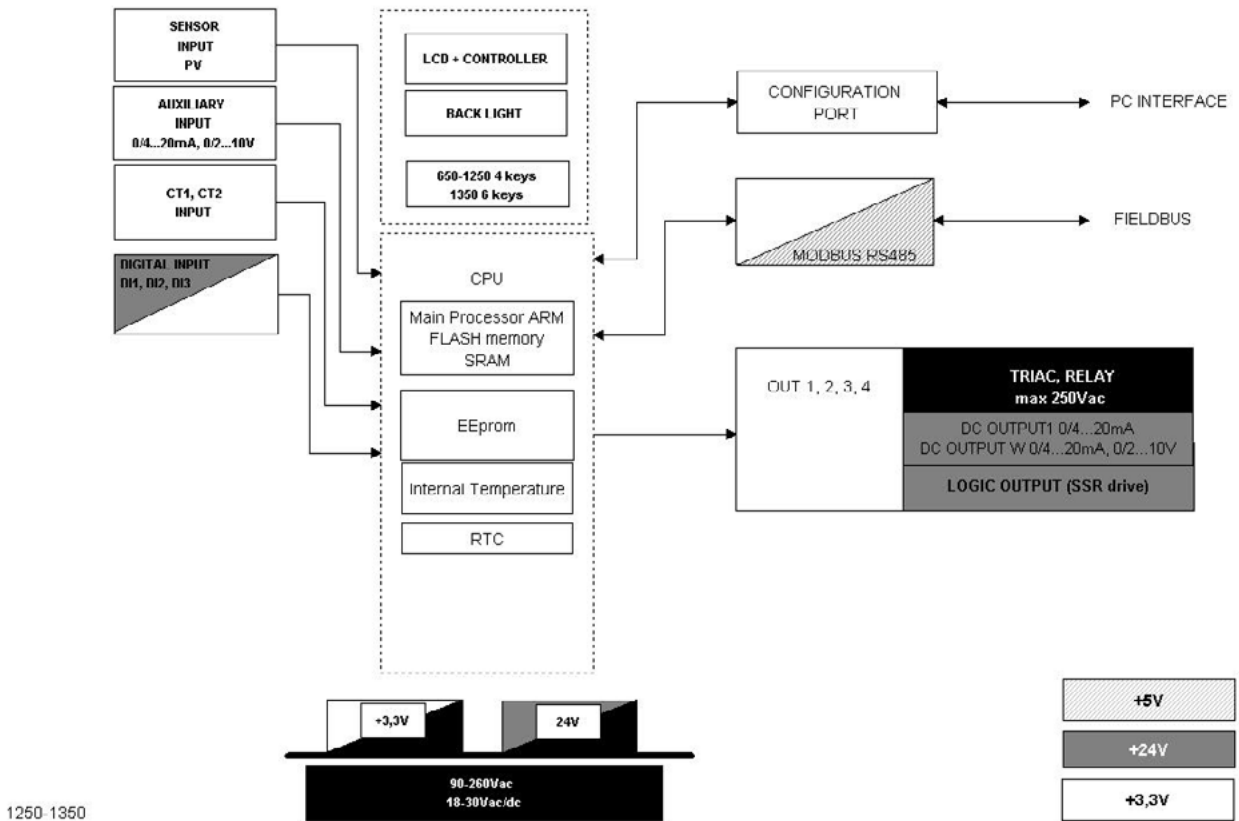 SENSOR
INPUT
PV
AUXILIARY
INPUT
0/4...20mA, 0/2...10V
CT1, CT2
INPUT
DIGITAL INPUT
DI1, DI2, DI3
LCD + CONTROLLER
BACK LIGHT
650-1250 4 keys
1350 6 keys
CPU
Main Processor ARM
FLASH memory
SRAM
EEprom
Internal Temperature
RTC
CONFIGURATION
PORT
PC INTERFACE
MODBUS RS485
FIELDBUS
OUT 1, 2, 3, 4
TRIAC, RELAY
max 250Vac
DC OUTPUT1 0/4...20mA
DC OUTPUT W 0/4...20mA, 0/2...10V
LOGIC OUTPUT (SSR drive)
+3,3V
24V
90-260Vac
18-30Vac/dc
+5V
+24V
+3,3V
1250-1350